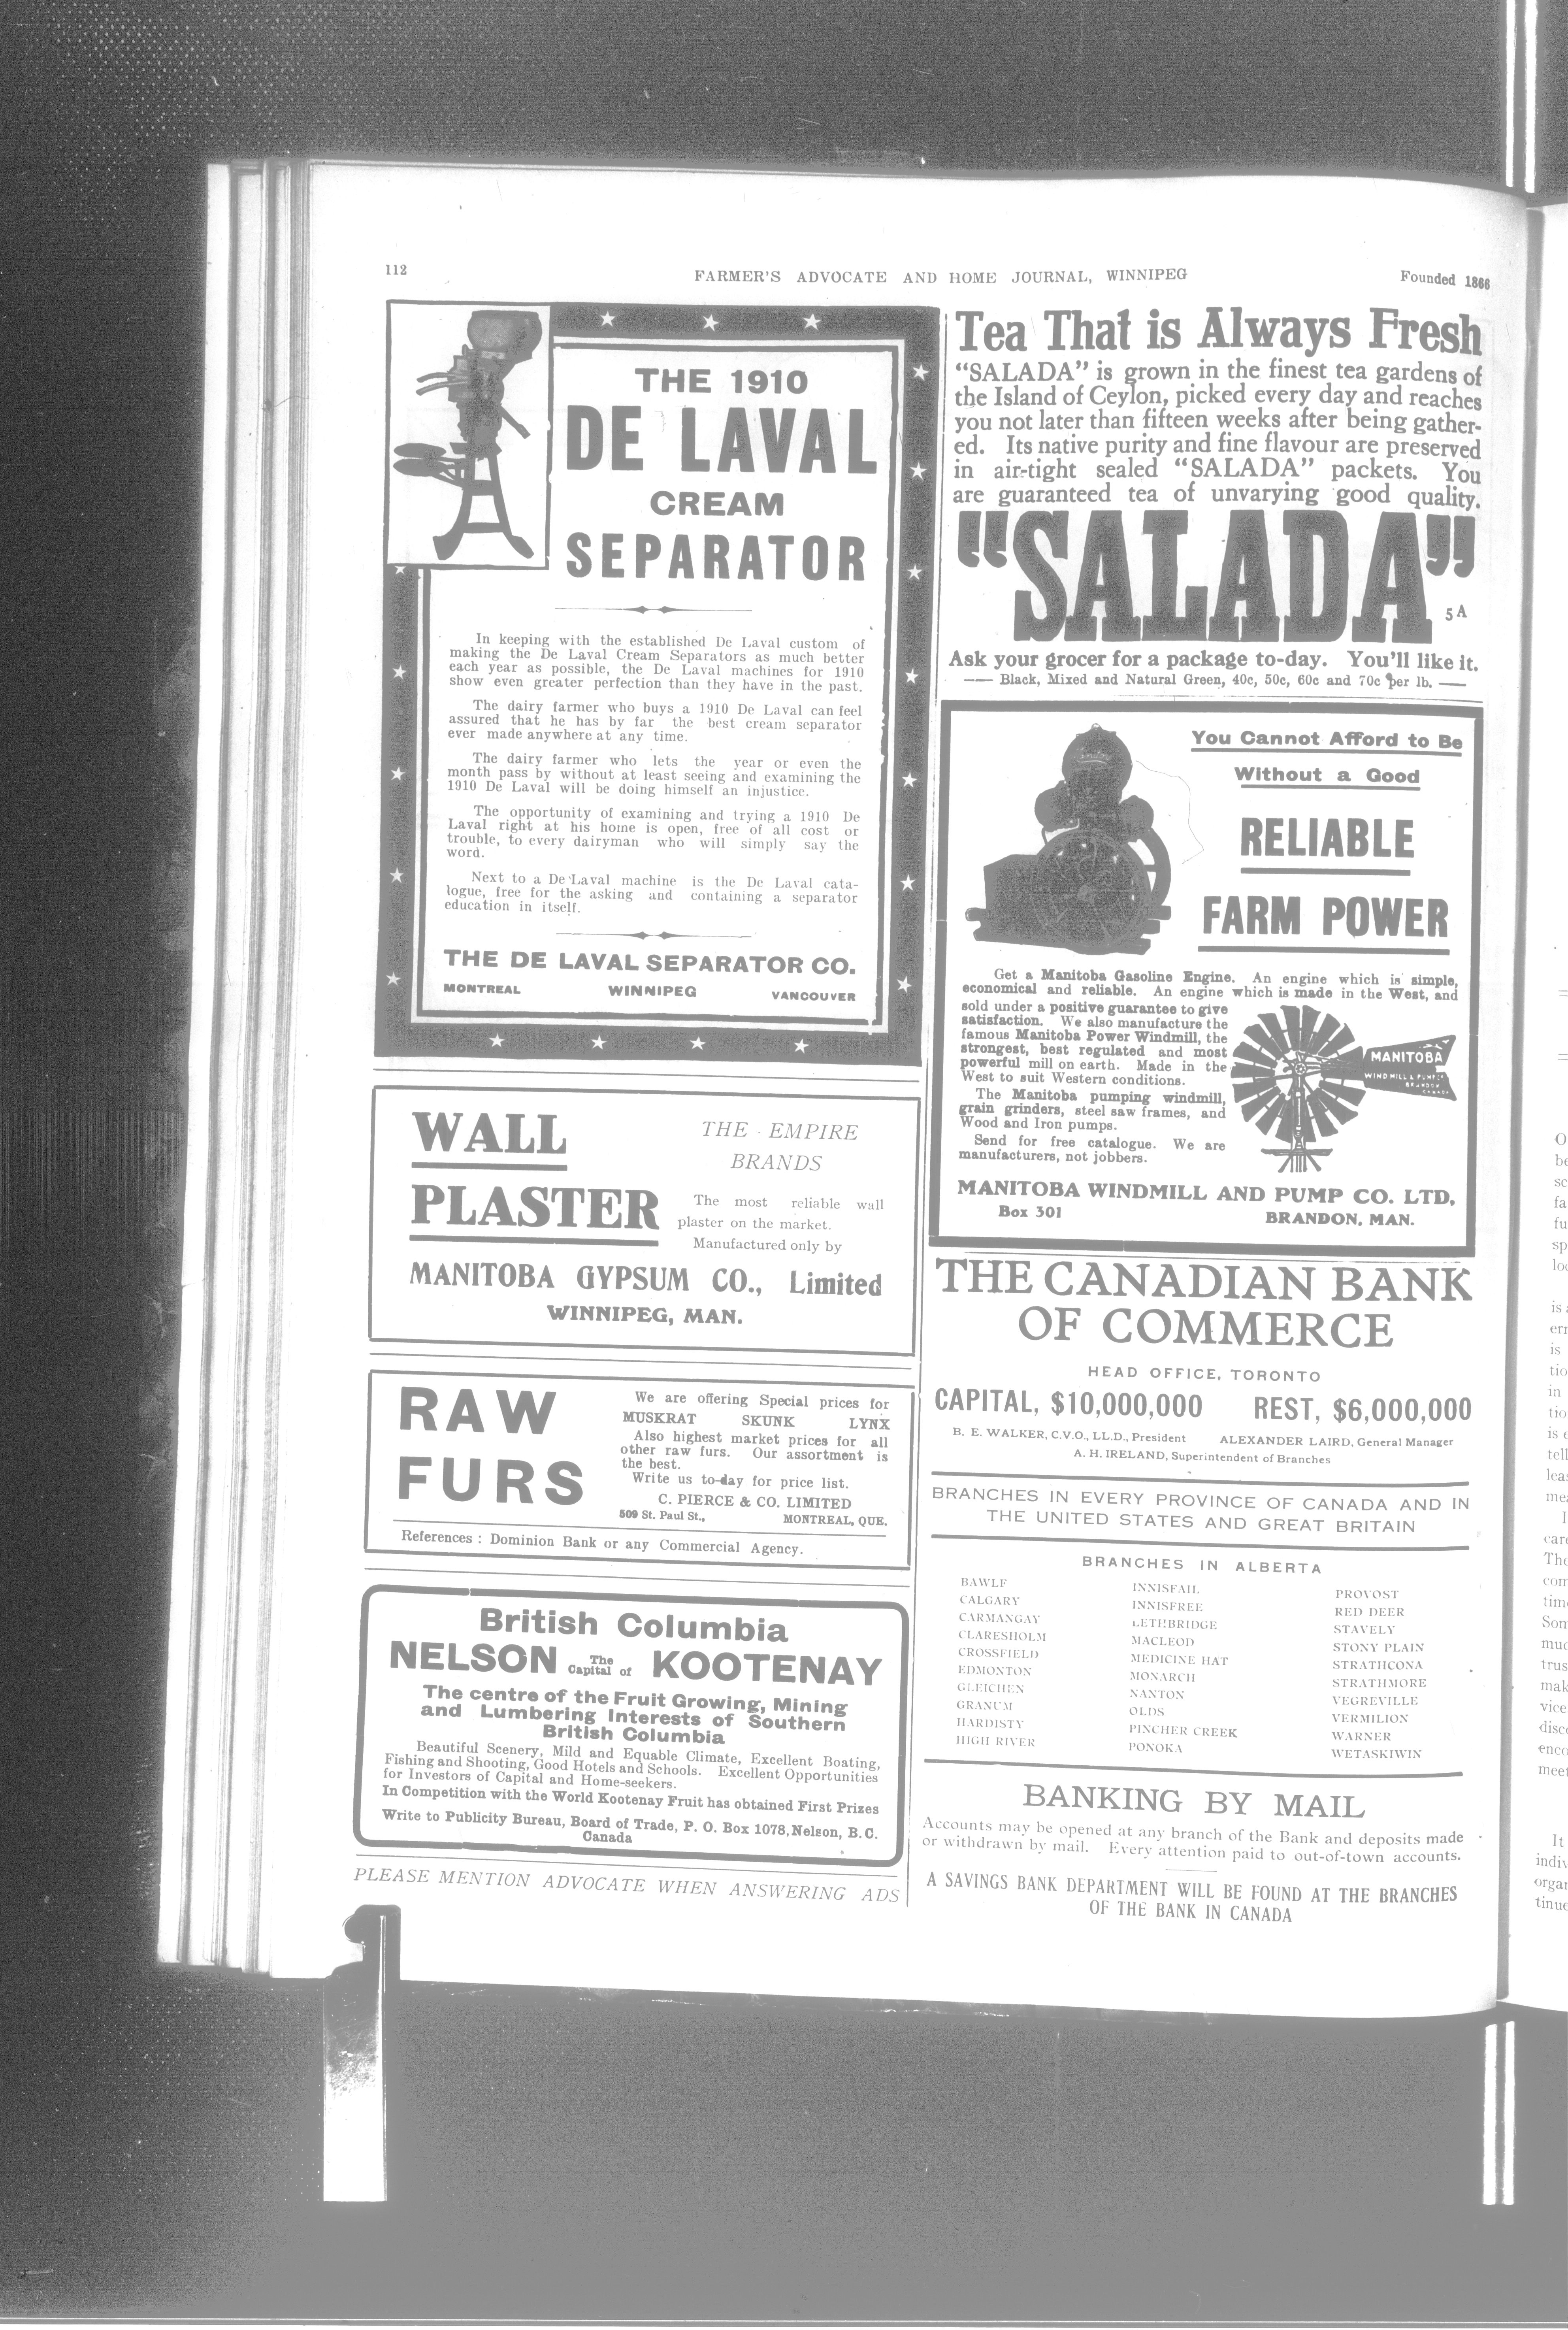 112
FARMER'S ADVOCATE AND HOME JOURNAL, WINNIPEG
Founded 1866
THE 1910
DE LAVAL
CREAM
SEPARATOR
In keeping with the established De Laval custom of
making the De Laval Cream Separators as much better
each year as possible, the De Laval machines for 1910
show even greater perfection than they have in the past.
The dairy farmer who buys a 1910 De Laval can feel
assured that he has by far the best cream separator
ever made anywhere at any time.
The dairy farmer who lets the year or even the
month pass by without at least seeing and examining the
1910 De Laval will be doing himself an injustice.
The opportunity of examining and trying a 1910 De
Laval right at his home is open, free of all cost or
trouble, to every dairyman who will simply say the
word.
Next to a De Laval machine is the De Laval cata-
logue, free for the asking and containing a separator
education in itself.
THE DE LAVAL SEPARATOR CO.
MONTREAL WINNIPEG VANCOUVER
WALL
PLASTER
THE EMPIRE
BRANDS
The most reliable wall
plaster on the market.
Manufactured only by
MANITOBA GYPSUM CO., Limited
WINNIPEG, MAN.
RAW
FURS
We are offering Special prices for
MUSKRAT SKUNK LYNX
Also highest market prices for all
other raw furs. Our assortment is
the best.
Write us to-day for price list.
C. PIERCE & CO. LIMITED
509 St. Paul St., MONTREAL, QUE.
References : Dominion Bank or any Commercial Agency.
British Columbia
NELSON The Capital of KOOTENAY
The centre of the Fruit Growing, Mining
and Lumbering Interests of Southern
British Columbia
Beautiful Scenery, Mild and Equable Climate, Excellent Boating,
Fishing and Shooting, Good Hotels and Schools. Excellent Opportunities
for Investors of Capital and Home-seekers.
In Competition with the World Kootenay Fruit has obtained First Prizes
Write to Publicity Bureau, Board of Trade, P. O. Box 1078, Nelson, B. C.
Canada
PLEASE MENTION ADVOCATE WHEN ANSWERING ADS
Tea That is Always Fresh
"SALADA" is grown in the finest tea gardens of
the Island of Ceylon, picked every day and reaches
you not later than fifteen weeks after being gather-
ed. Its native purity and fine flavour are preserved
in air-tight sealed "SALADA" packets. You
are guaranteed tea of unvarying good quality.
"SALADA"
5 A
Ask your grocer for a package to-day. You'll like it.
Black, Mixed and Natural Green, 40c, 50c, 60c and 70c per lb.
You Cannot Afford to Be
Without a Good
RELIABLE
FARM POWER
Get a Manitoba Gasoline Engine. An engine which is simple,
economical and reliable. An engine which is made in the West, and
sold under a positive guarantee to give
satisfaction. We also manufacture the
famous Manitoba Power Windmill, the
strongest, best regulated and most
powerful mill on earth. Made in the
West to suit Western conditions.
The Manitoba pumping windmill,
grain grinders, steel saw frames, and
Wood and Iron pumps.
Send for free catalogue. We are
manufacturers, not jobbers.
MANITOBA
WIND MILL & PUMP
BRANDON
MANITOBA WINDMILL AND PUMP CO. LTD.
Box 301 BRANDON, MAN.
THE CANADIAN BANK
OF COMMERCE
HEAD OFFICE, TORONTO
CAPITAL, $10,000,000 REST, $6,000,000
B. E. WALKER, C.V.O., LL.D., President ALEXANDER LAIRD, General Manager
A. H. IRELAND, Superintendent of Branches
BRANCHES IN EVERY PROVINCE OF CANADA AND IN
THE UNITED STATES AND GREAT BRITAIN
BRANCHES IN ALBERTA
BAWLF
CALGARY
CARMANGAY
CLARESHOLM
CROSSFIELD
EDMONTON
GLEICHEN
GRANUM
HARDISTY
HIGH RIVER
INNISFAIL
INNISFREE
LETHBRIDGE
MACLEOD
MEDICINE HAT
MONARCH
NANTON
OLDS
PINCHER CREEK
PONOKA
PROVOST
RED DEER
STAVELY
STONY PLAIN
STRATHCONA
STRATHMORE
VEGREVILLE
VERMILION
WARNER
WETASKIWIN
BANKING BY MAIL
Accounts may be opened at any branch of the Bank and deposits made
or withdrawn by mail. Every attention paid to out-of-town accounts.
A SAVINGS BANK DEPARTMENT WILL BE FOUND AT THE BRANCHES
OF THE BANK IN CANADA